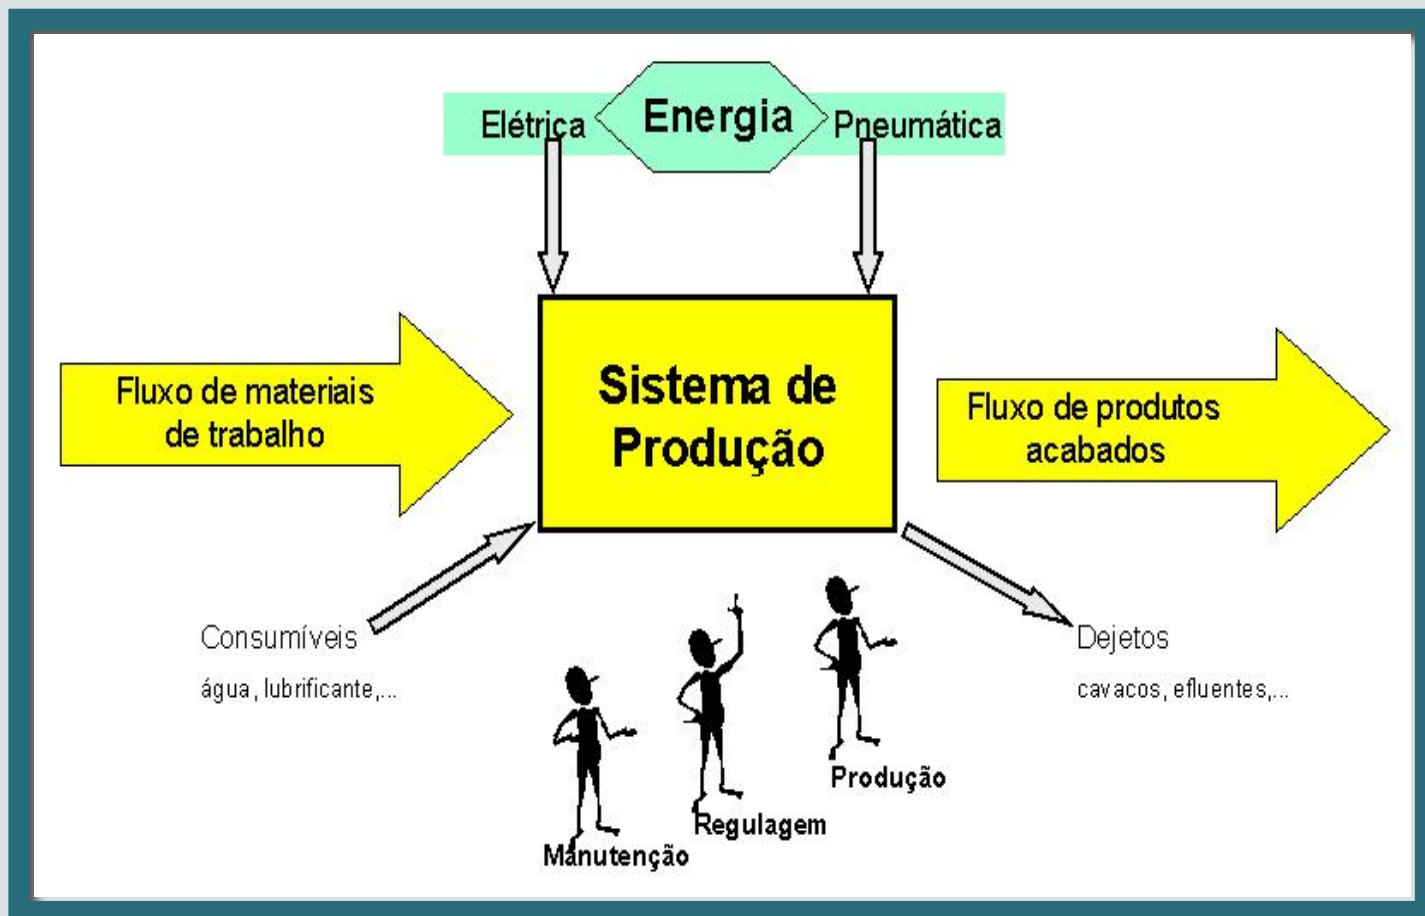 Elétrica
Energia
Pneumática
Fluxo de materiais
de trabalho
Sistema de
Produção
Fluxo de produtos
acabados
Consumíveis
água, lubrificante,...
Dejetos
cavacos, efluentes,...
Produção
Regulagem
Manutenção